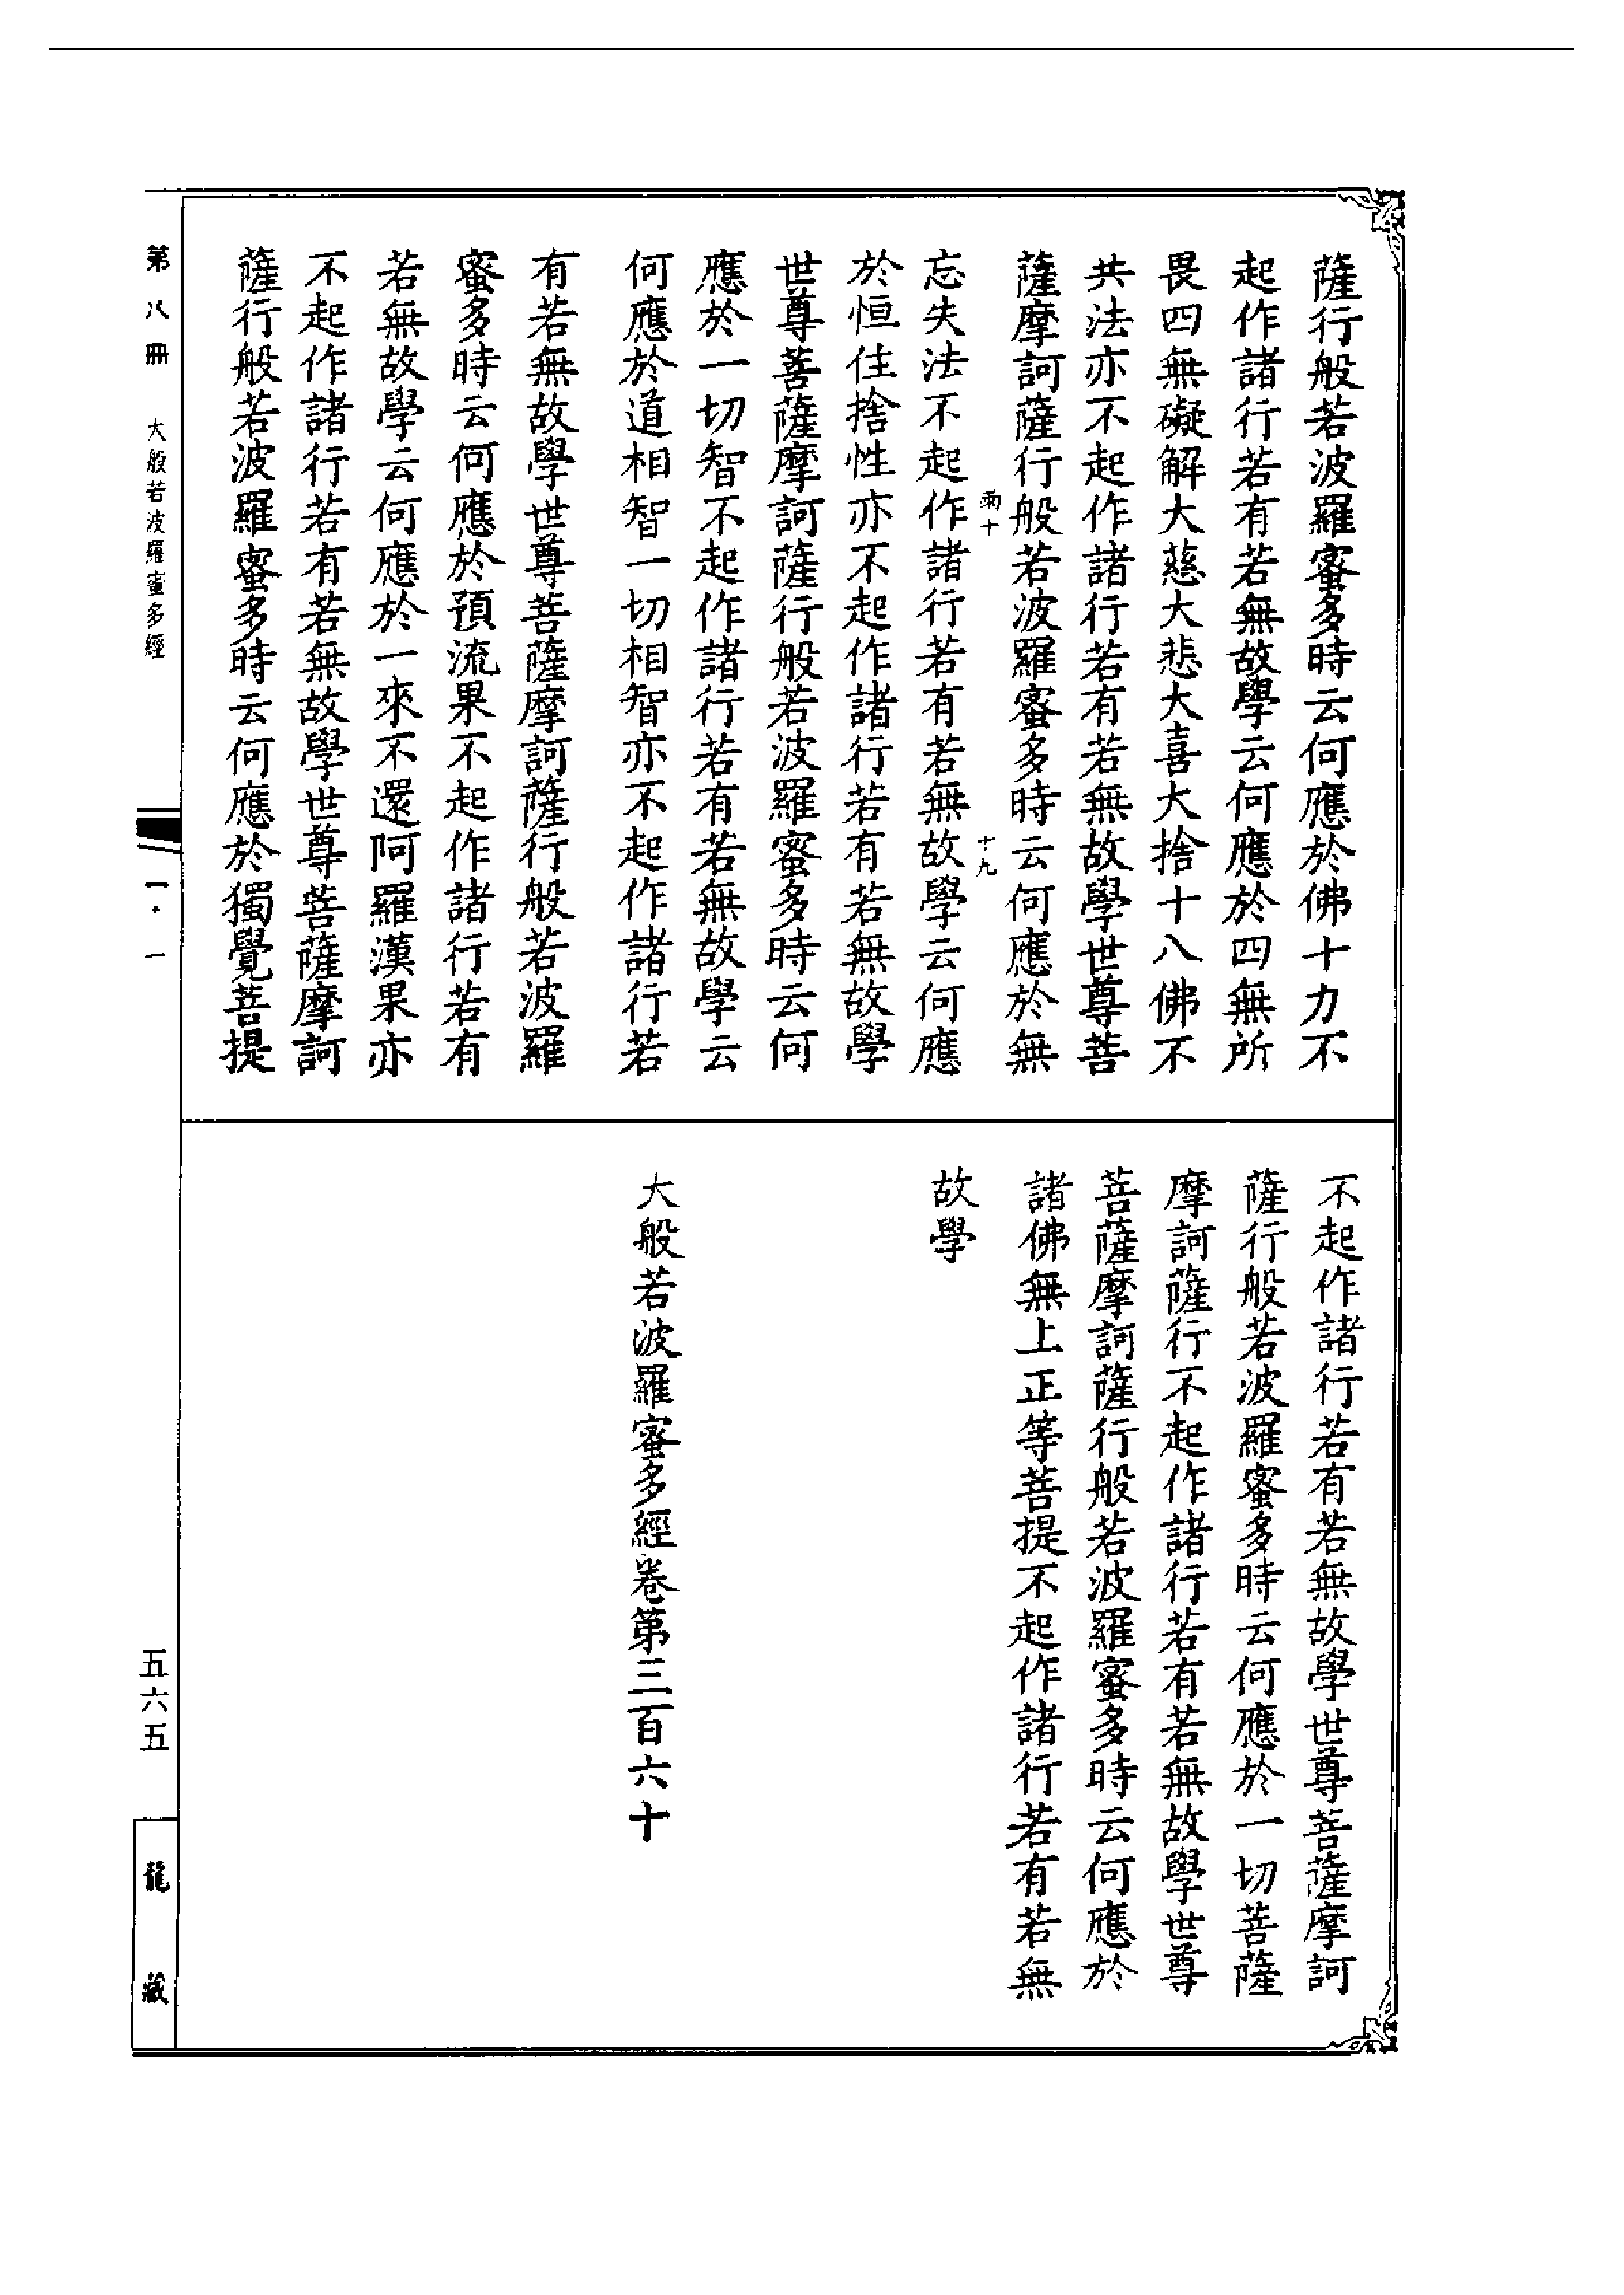 薩行般若波羅蜜多時云何應於佛十力不
起作諸行若有若無故學云何應於四無所
畏四無礙解大慈大悲大喜大捨十八佛不
共法亦不起作諸行若有若無故學世尊菩
薩摩訶薩行般若波羅蜜多時云何應於無
十九
忘失法不起作諸行若有若無故學云何應
於恒住捨性亦不起作諸行若有若無故學
世尊菩薩摩訶薩行般若波羅蜜多時云何
應於一切智不起作諸行若有若無故學云
何應於道相智一切相智亦不起作諸行若
有若無故學世尊菩薩摩訶薩行般若波羅
蜜多時云何應於預流果不起作諸行若有
若無故學云何應於一來不還阿羅漢果亦
不起作諸行若有若無故學世尊菩薩摩訶
薩行般若波羅蜜多時云何應於獨覺菩提
不起作諸行若有若無故學世尊菩薩摩訶
薩行般若波羅蜜多時云何應於一切菩薩
摩訶薩行不起作諸行若有若無故學世尊
菩薩摩訶薩行般若波羅蜜多時云何應於
諸佛無上正等菩提不起作諸行若有若無
故學
大般若波羅蜜多經卷第三百六十
第八冊 大般若波羅蜜多經
一·一
五六五
龍藏